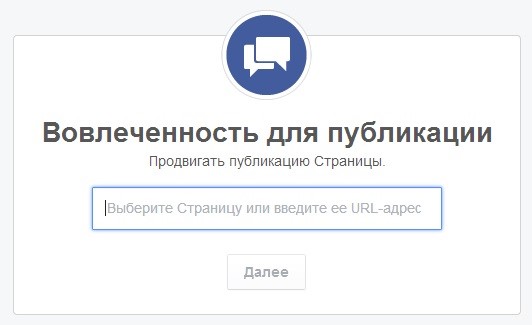 Вовлеченность для публикации
Продвигать публикацию Страницы.
Выберите Страницу или введите ее URL-адрес
Далее